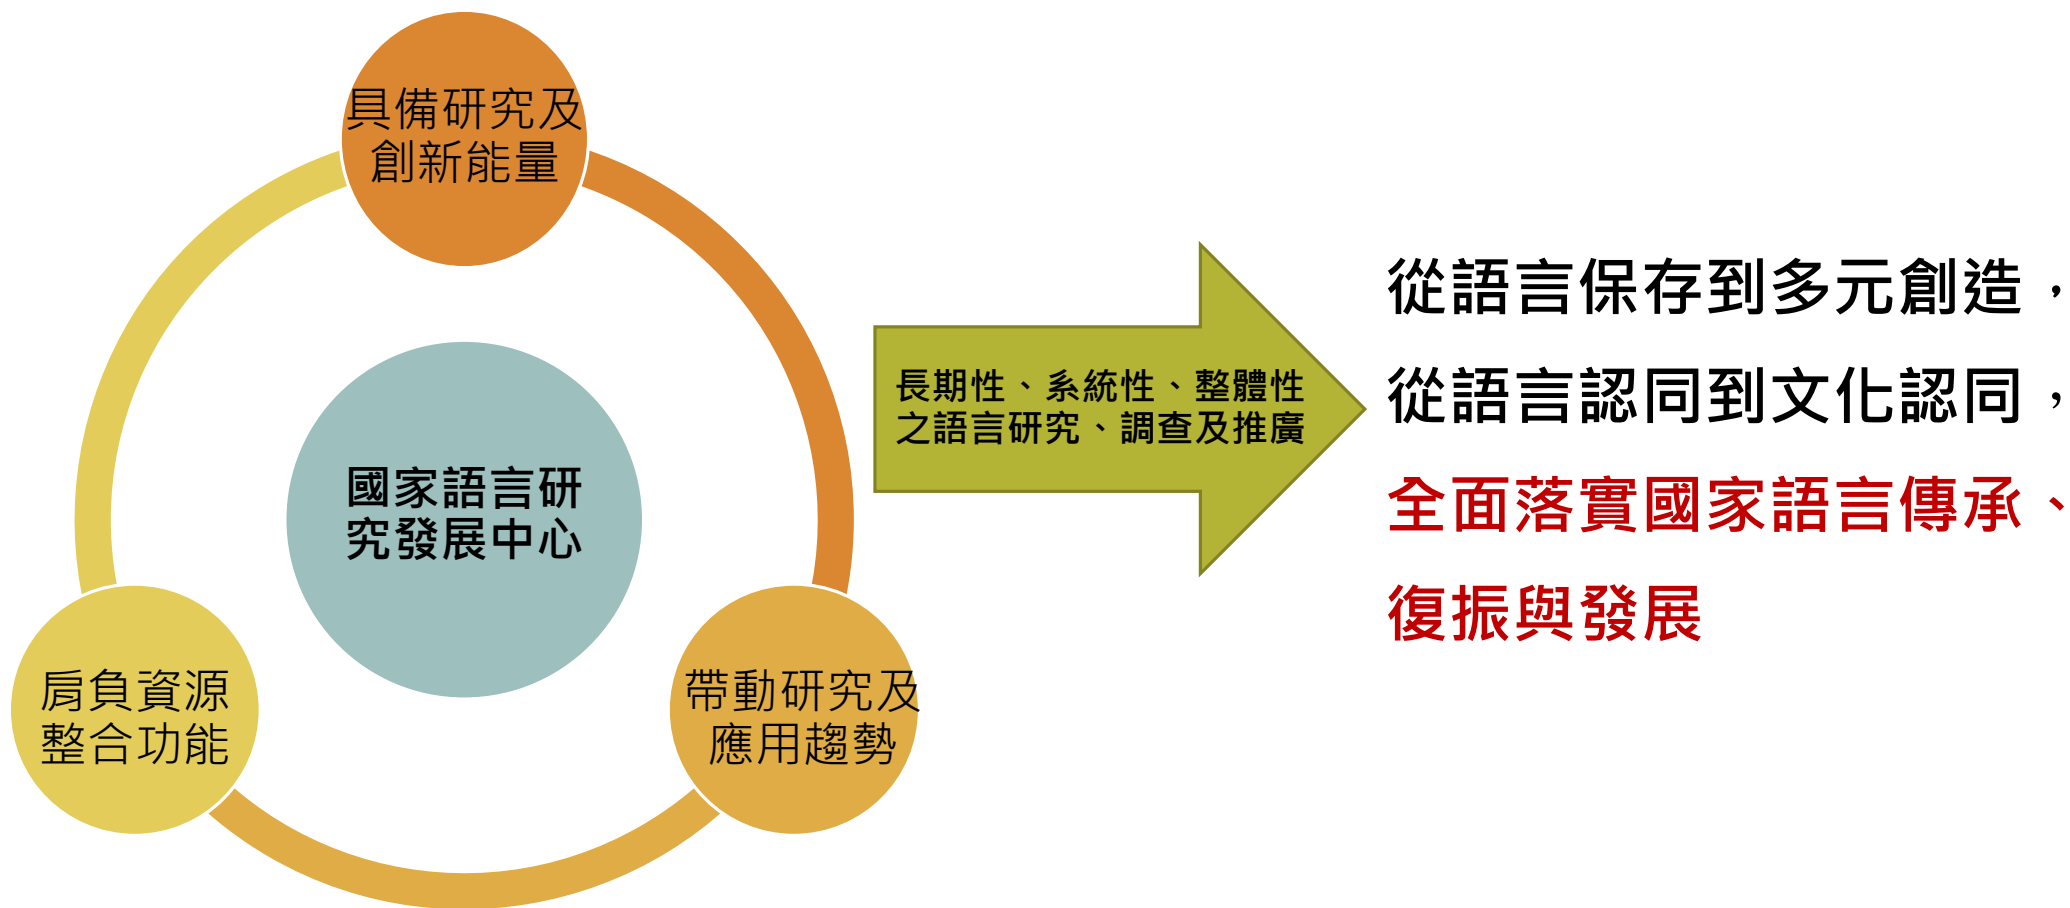 具備研究及
創新能量
國家語言研
究發展中心
肩負資源
整合功能
帶動研究及
應用趨勢
長期性、系統性、整體性
之語言研究、調查及推廣
從語言保存到多元創造，
從語言認同到文化認同，
全面落實國家語言傳承、
復振與發展